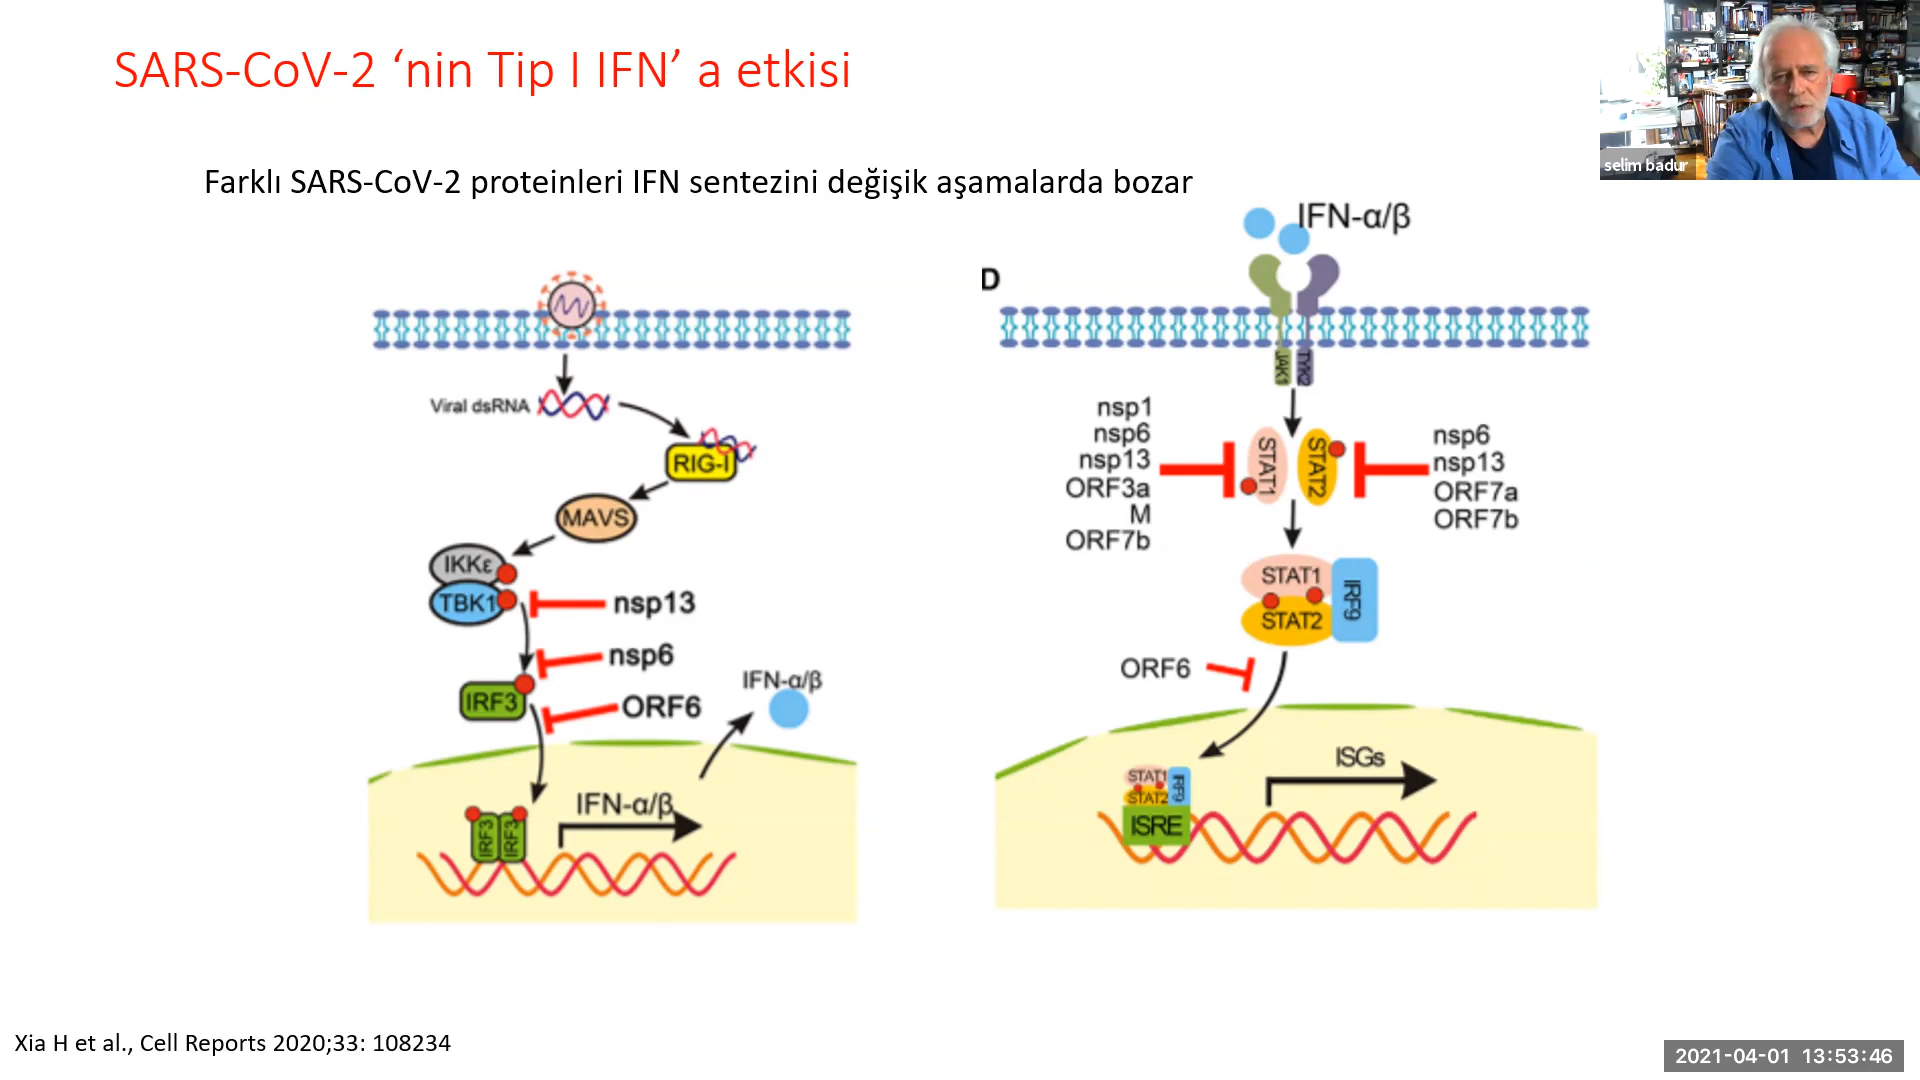 SARS-CoV-2 ‘nin Tip I IFN’ a etkisi
selim badur
Farklı SARS-CoV-2 proteinleri IFN sentezini değişik aşamalarda bozar
Viral dsRNA
RIG-I
MAVS
IKKε
TBK1
nsp13
nsp6
IRF3
ORF6
IFN-α/β
IFN-α/β
IRF3
IRF3
D
IFN-α/β
JAK1
TYK2
nsp1
nsp6
nsp13
ORF3a
M
ORF7b
STAT1
STAT2
nsp6
nsp13
ORF7a
ORF7b
STAT1
STAT2
IRF9
ORF6
STAT1
STAT2
IRF9
ISRE
ISGs
Xia H et al., Cell Reports 2020;33: 108234
2021-04-01 13:53:46